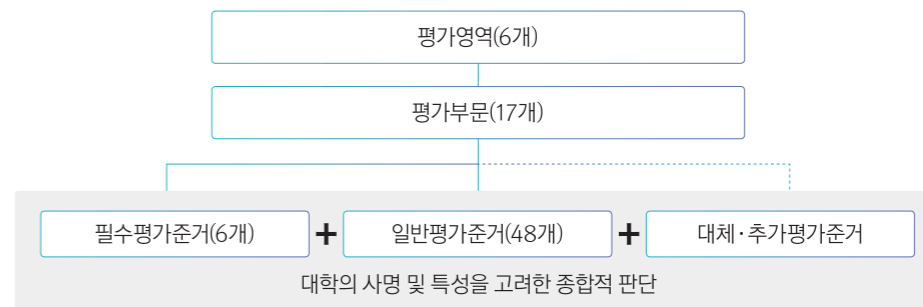 평가영역(6개)
평가부문(17개)
필수평가준거(6개) + 일반평가준거(48개) + 대체·추가평가준거
대학의 사명 및 특성을 고려한 종합적 판단